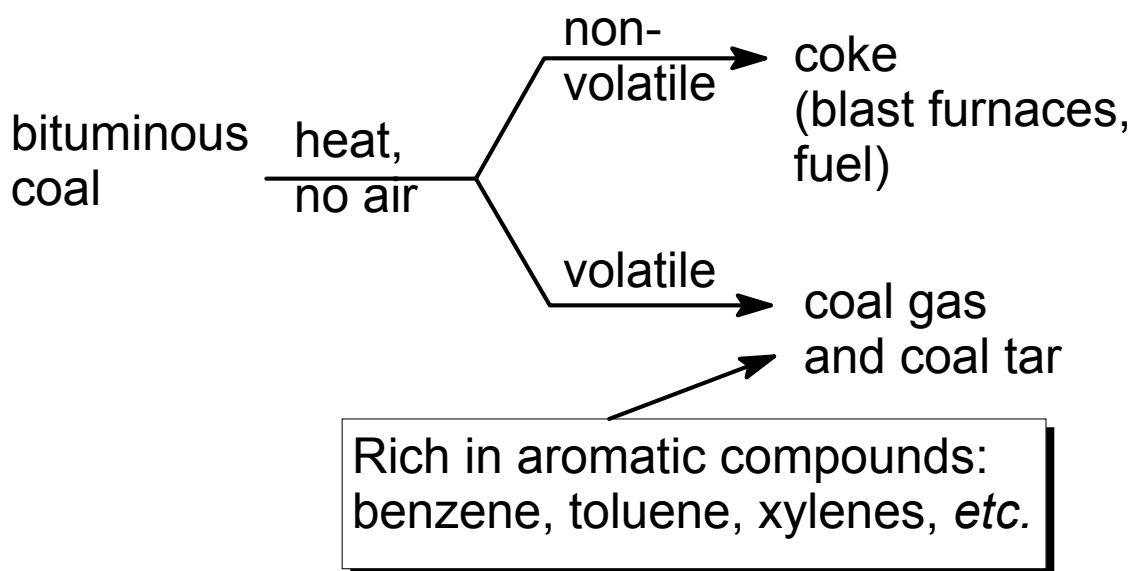 bituminous
coal
heat,
no air
non-
volatile
coke
(blast furnaces,
fuel)
volatile
coal gas
and coal tar
Rich in aromatic compounds:
benzene, toluene, xylenes, etc.